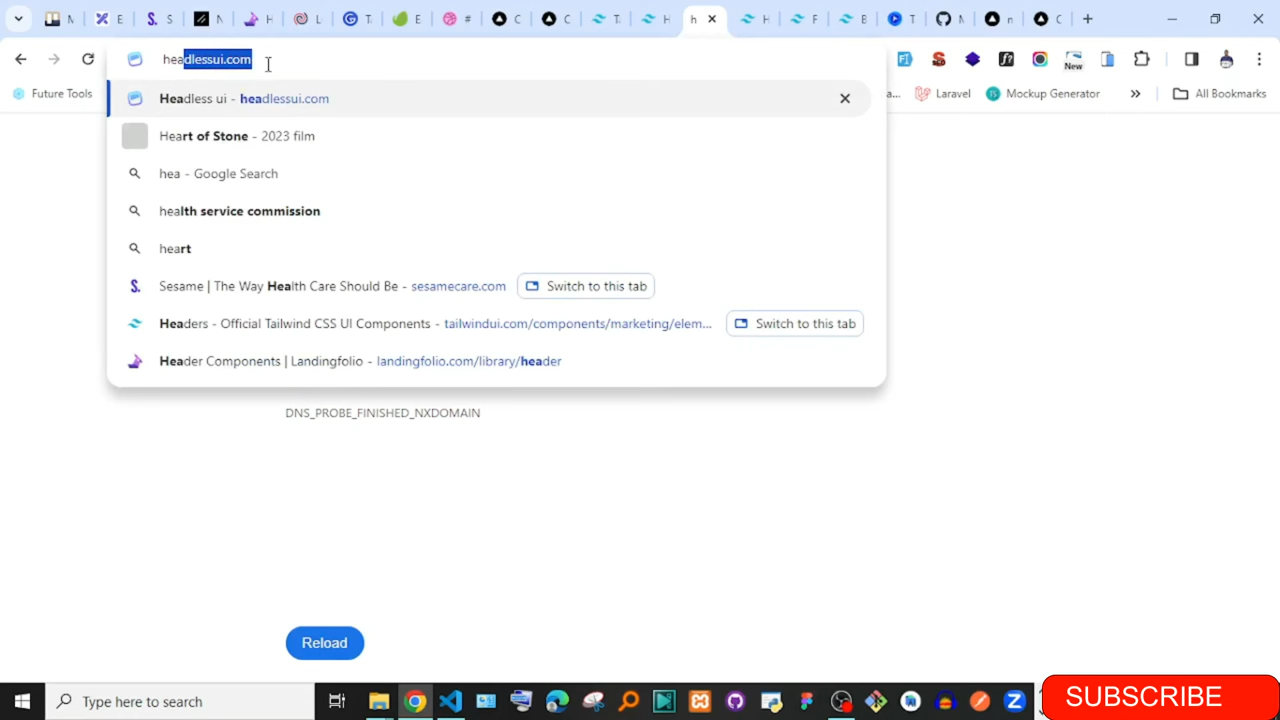 headlessui.com
Future Tools
Laravel
Mockup Generator
All Bookmarks
New
Headless ui - headlessui.com
Heart of Stone - 2023 film
hea - Google Search
health service commission
heart
Sesame | The Way Health Care Should Be - sesamecare.com
Switch to this tab
Headers - Official Tailwind CSS UI Components - tailwindui.com/components/marketing/elem...
Switch to this tab
Header Components | Landingfolio - landingfolio.com/library/header
DNS_PROBE_FINISHED_NXDOMAIN
Reload
Type here to search
SUBSCRIBE